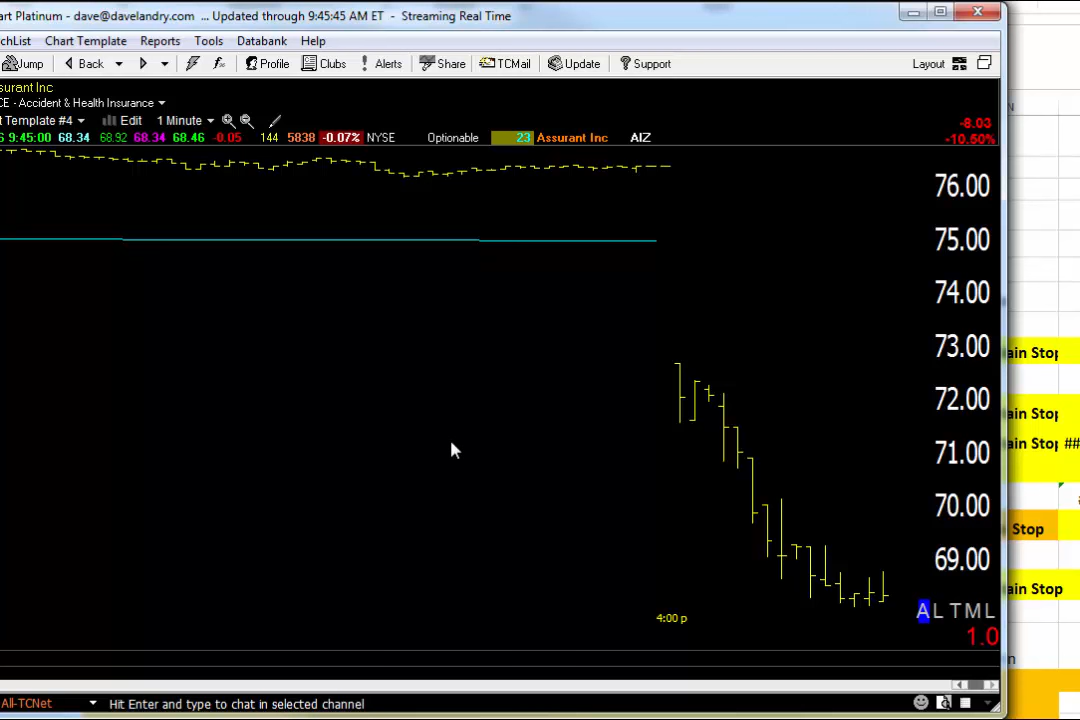 art Platinum - dave@davelandry.com ... Updated through 9:45:45 AM ET - Streaming Real Time
chList Chart Template Reports Tools Databank Help
Jump Back Profile Clubs Alerts Share TCMail Update Support Layout
ssurant Inc
CE - Accident & Health Insurance
t Template #4 Edit 1 Minute
-8.03
6 9:45:00 68.34 68.92 68.34 68.46 -0.05 144 5838 -0.07% NYSE Optionable 23 Assurant Inc AIZ -10.50%
76.00
75.00
74.00
73.00
72.00
71.00
70.00
69.00
4:00 p
A L T M L
1.0
All-TCNet Hit Enter and type to chat in selected channel
N
ain Stop
ain Stop
ain Stop ##
Stop
ain Stop